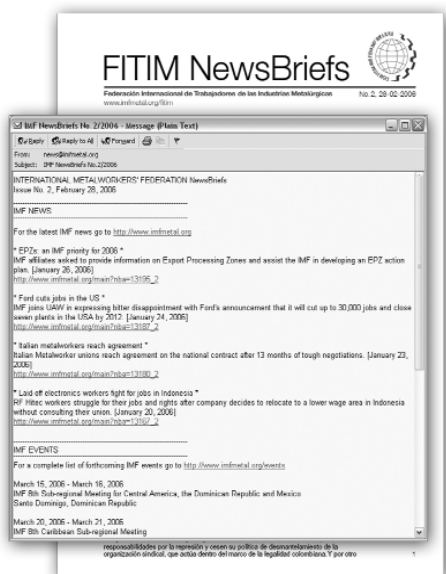 FITIM NewsBriefs
Federación Internacional de Trabajadores de las Industrias Metalúrgicas
www.imfmetal.org/fitim
No.2, 28-02-2006
IMF NewsBriefs No.2/2006 - Message (Plain Text)
Reply Reply to All Forward
From: news@imfmetal.org
Subject: IMF NewsBriefs No.2/2006
INTERNATIONAL METALWORKERS' FEDERATION NewsBriefs
Issue No. 2, February 28, 2006
IMF NEWS
For the latest IMF news go to http://www.imfmetal.org
* EPZs: an IMF priority for 2006 *
IMF affiliates asked to provide information on Export Processing Zones and assist the IMF in developing an EPZ action
plan. [January 26, 2006]
http://www.imfmetal.org/main?nba=13195_2
* Ford cuts jobs in the US *
IMF joins UAW in expressing bitter disappointment with Ford's announcement that it will cut up to 30,000 jobs and close
seven plants in the USA by 2012. [January 24, 2006]
http://www.imfmetal.org/main?nba=13187_2
* Italian metalworkers reach agreement *
Italian Metalworker unions reach agreement on the national contract after 13 months of tough negotiations. [January 23,
2006]
http://www.imfmetal.org/main?nba=13180_2
* Laid off electronics workers fight for jobs in Indonesia *
RF Hitec workers struggle for their jobs and rights after company decides to relocate to a lower wage area in Indonesia
without consulting their union. [January 20, 2006]
http://www.imfmetal.org/main?nba=13167_2
IMF EVENTS
For a complete list of forthcoming IMF events go to http://www.imfmetal.org/events
March 15, 2006 - March 16, 2006
IMF 8th Sub-regional Meeting for Central America, the Dominican Republic and Mexico
Santo Dominigo, Dominican Republic
March 20, 2006 - March 21, 2006
IMF 8th Caribbean Sub-regional Meeting
responsabilidades por la represión y cesen su política de desmantelamiento de la
organización sindical, que actúa dentro del marco de la legalidad colombiana. Y por otro
1